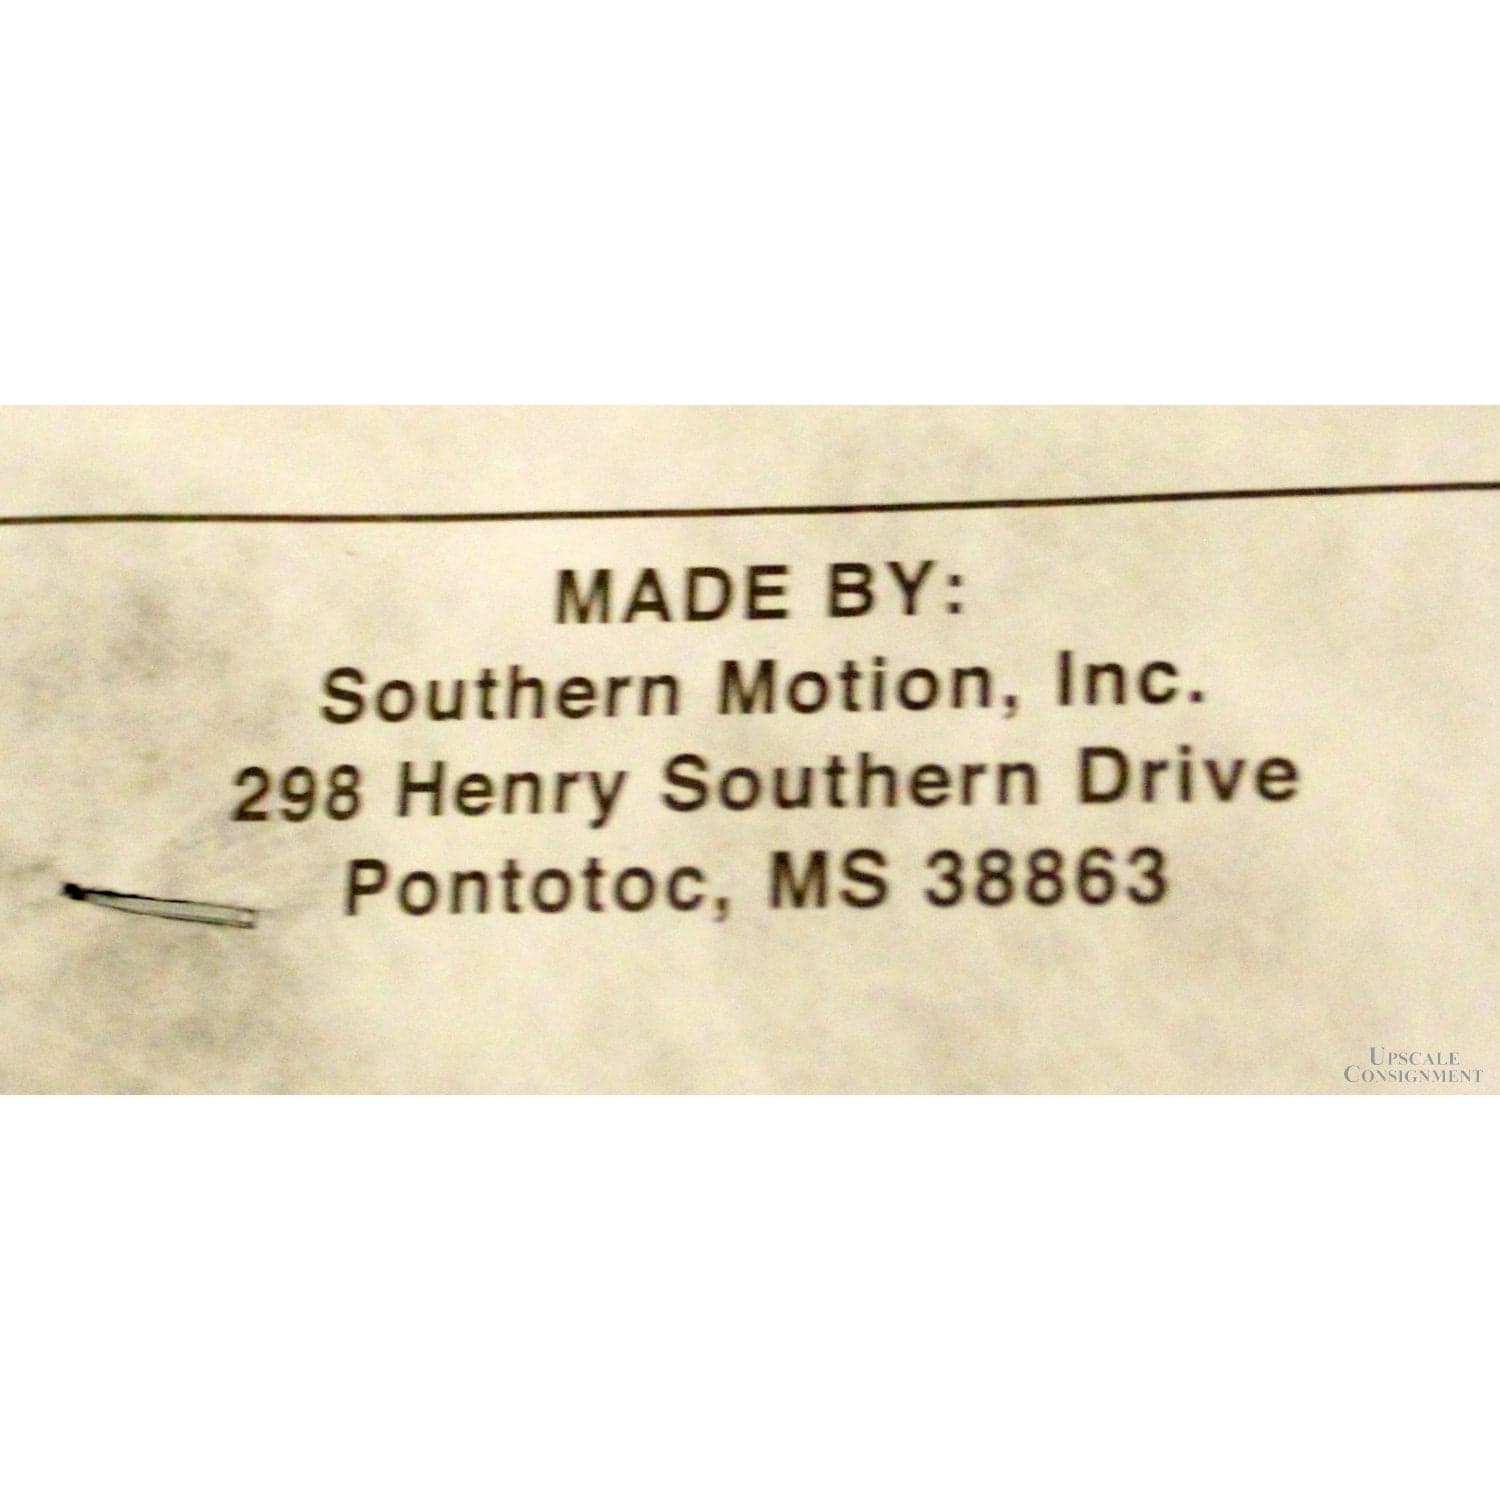 MADE BY:
Southern Motion, Inc.
298 Henry Southern Drive
Pontotoc, MS 38863
UPSCALE
CONSIGNMENT